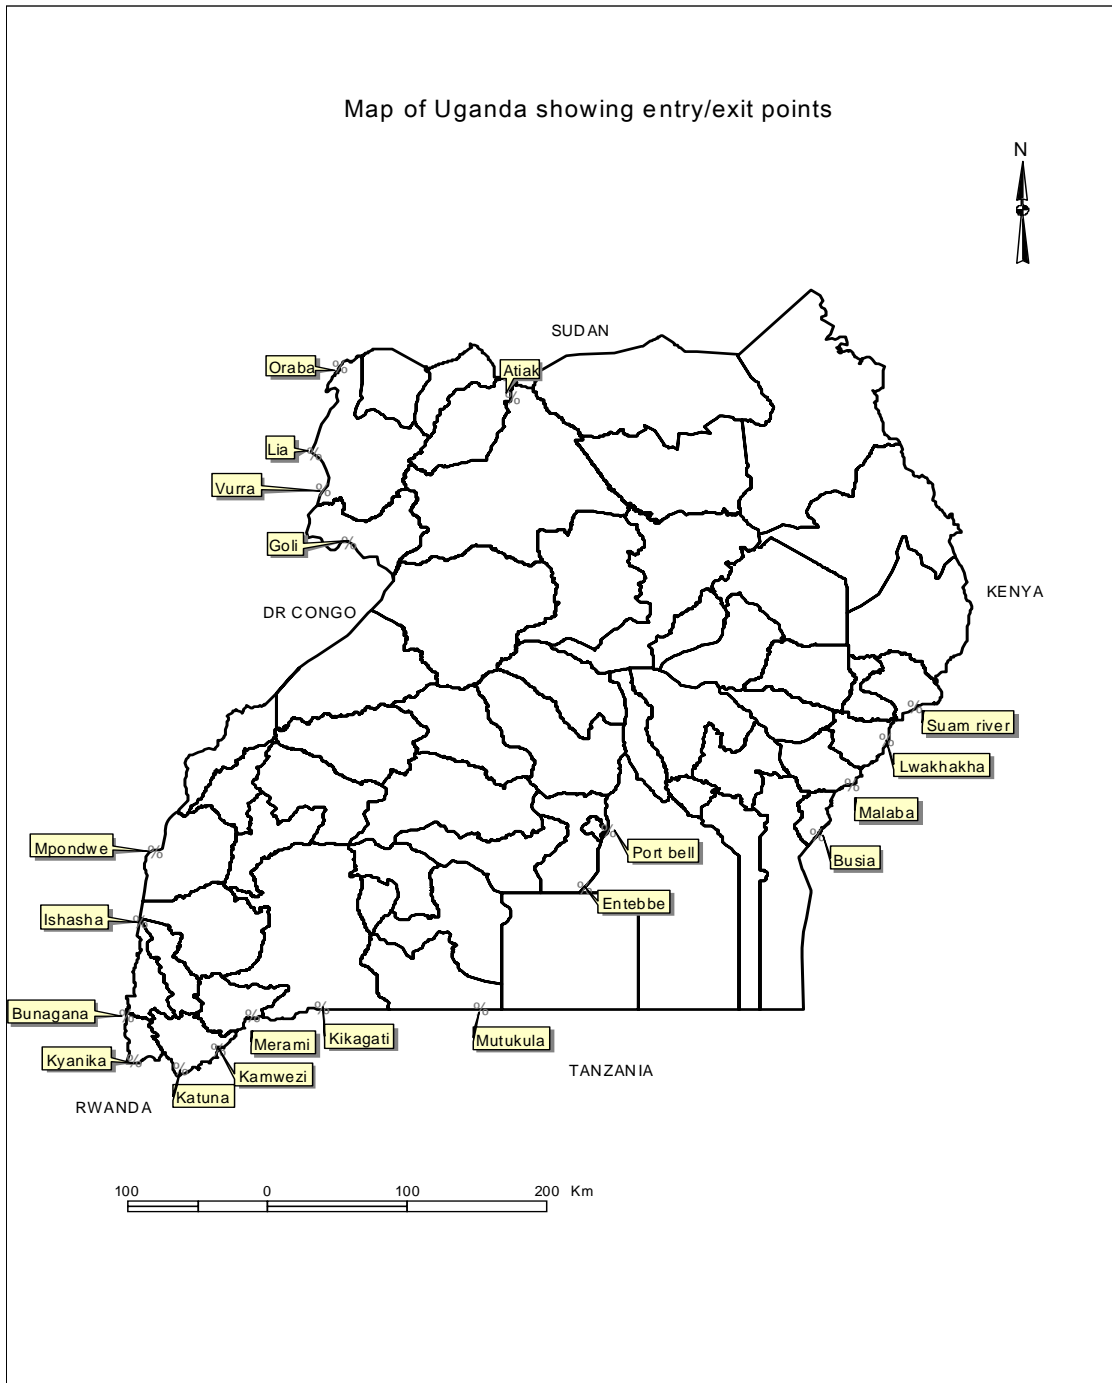 Map of Uganda showing entry/exit points
N
SUDAN
Oraba
Atiak
Lia
Vurra
Goli
KENYA
DR CONGO
Suam river
Lwakhakha
Malaba
Mpondwe
Port bell
Busia
Entebbe
Ishasha
Bunagana
Merami
Kikagati
Mutukula
Kyanika
Kamwezi
TANZANIA
Katuna
RWANDA
100 0 100 200 Km